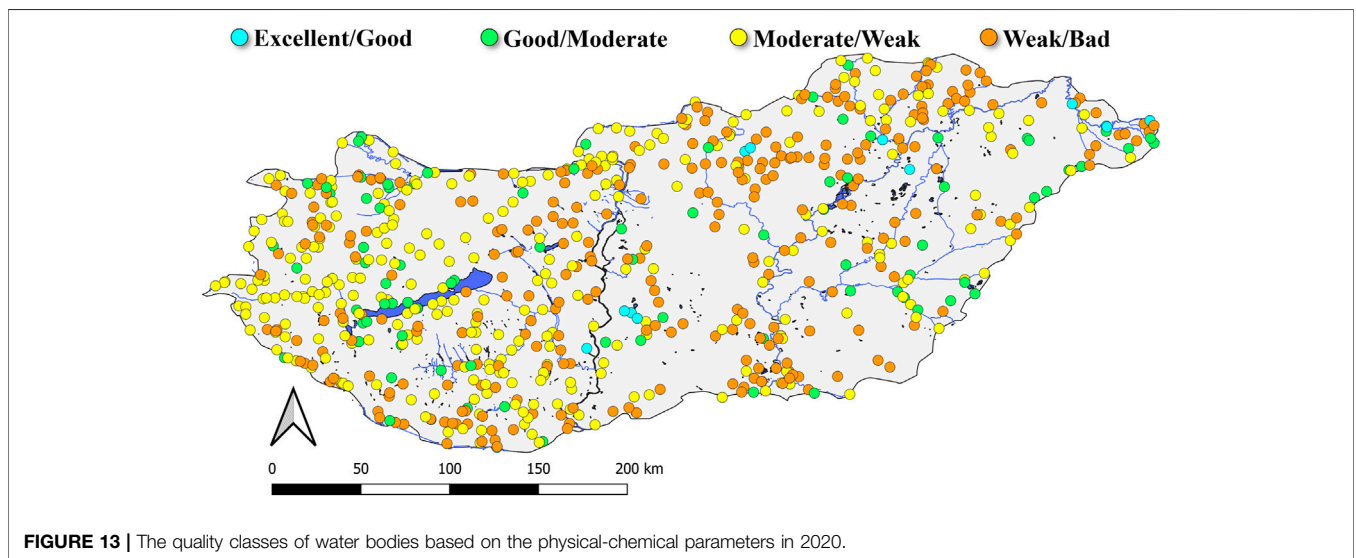 Excellent/Good Good/Moderate Moderate/Weak Weak/Bad
0 50 100 150 200 km
FIGURE 13 | The quality classes of water bodies based on the physical-chemical parameters in 2020.